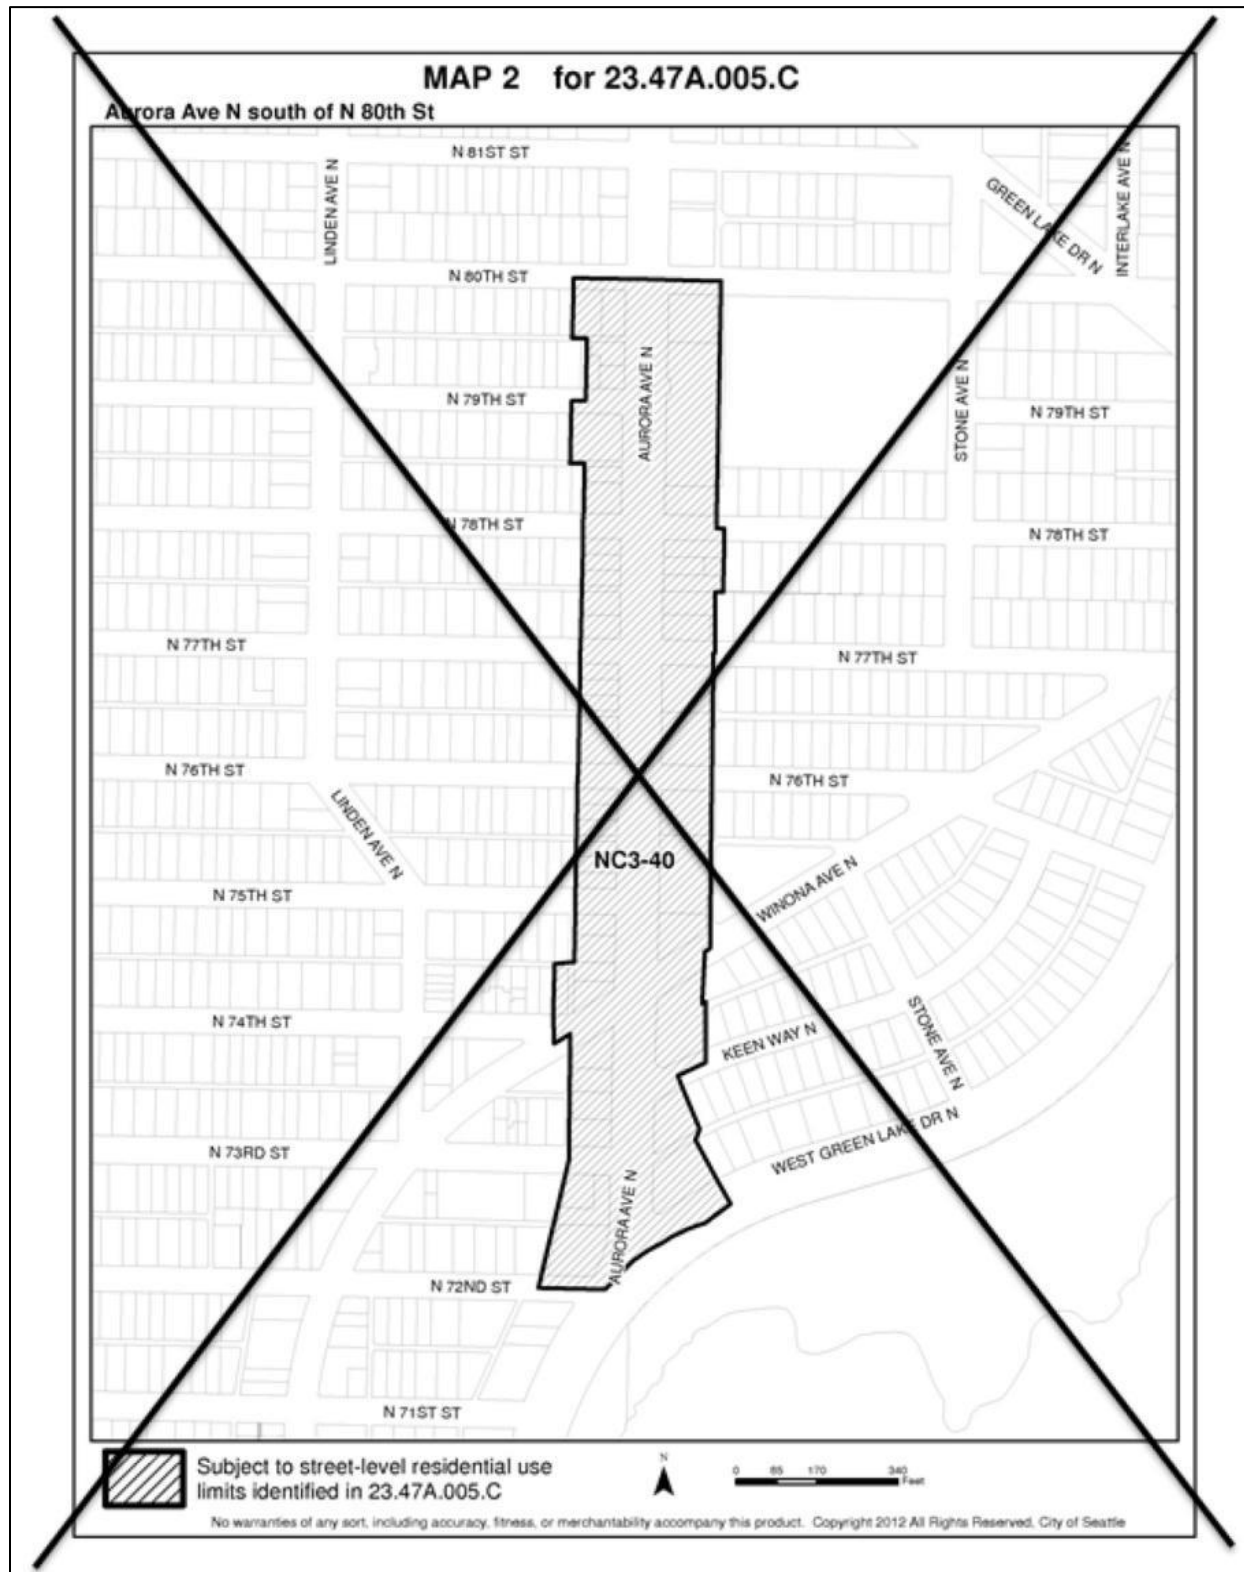 MAP 2 for 23.47A.005.C
Aurora Ave N south of N 80th St
N 81ST ST
LINDEN AVE N
GREEN LAKE DR N
INTERLAKE AVE N
N 80TH ST
AURORA AVE N
STONE AVE N
N 79TH ST
N 79TH ST
N 78TH ST
N 78TH ST
N 77TH ST
N 77TH ST
N 76TH ST
N 76TH ST
LINDEN AVE N
NC3-40
WINONA AVE N
N 75TH ST
N 74TH ST
KEEN WAY N
STONE AVE N
N 73RD ST
WEST GREEN LAKE DR N
AURORA AVE N
N 72ND ST
N 71ST ST
Subject to street-level residential use
limits identified in 23.47A.005.C
N
0 85 170 340
Feet
No warranties of any sort, including accuracy, fitness, or merchantability accompany this product. Copyright 2012 All Rights Reserved, City of Seattle